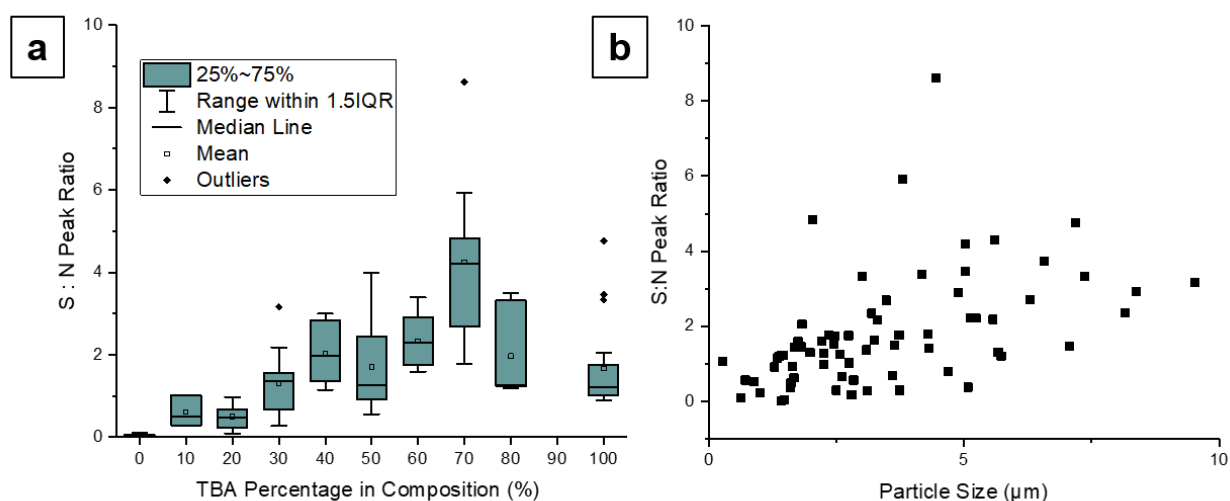 a
S : N Peak Ratio
10
8
6
4
2
0
25%~75%
Range within 1.5IQR
Median Line
Mean
Outliers
0 10 20 30 40 50 60 70 80 90 100
TBA Percentage in Composition (%)
b
S:N Peak Ratio
10
8
6
4
2
0
0 5 10
Particle Size (µm)